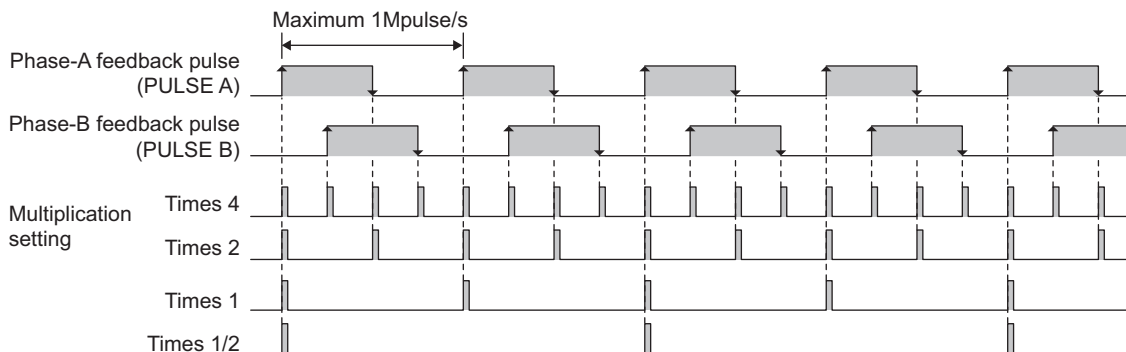 Maximum 1Mpulse/s
Phase-A feedback pulse
(PULSE A)
Phase-B feedback pulse
(PULSE B)
Multiplication
setting
Times 4
Times 2
Times 1
Times 1/2